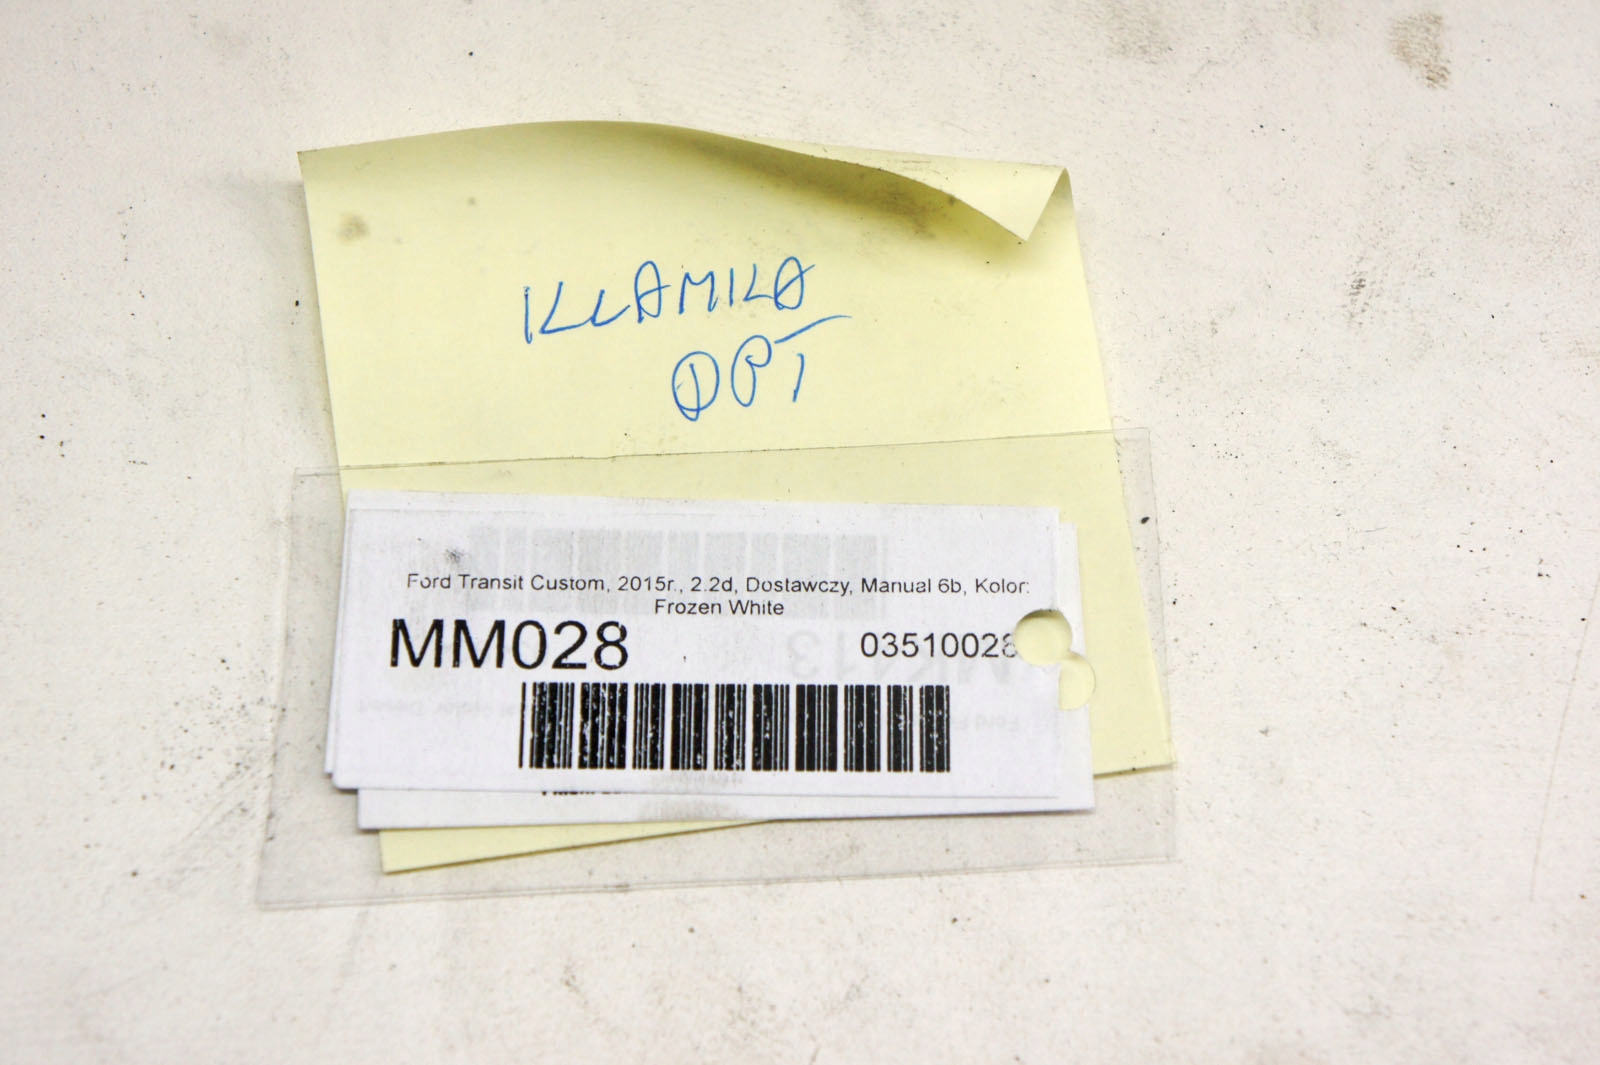 KLAMKA
DPT
Ford Transit Custom, 2015r., 2.2d, Dostawczy, Manual 6b, Kolor:
Frozen White
MM028
03510028